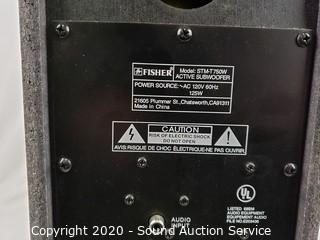 FISHER
Model: STM-T750W
ACTIVE SUBWOOFER
POWER SOURCE: ~AC 120V 60Hz
125W
21605 Plummer St., Chatsworth, CA91311
Made in China
CAUTION
RISK OF ELECTRIC SHOCK
DO NOT OPEN
AVIS RISQUE DE CHOC ÉLECTRIQUE-NE PAS OUVRIR
UL
LISTED
AUDIO EQUIPMENT
EQUIPEMENT AUDIO
AUDIO
INPUT
Copyright 2020 - Sound Auction Service